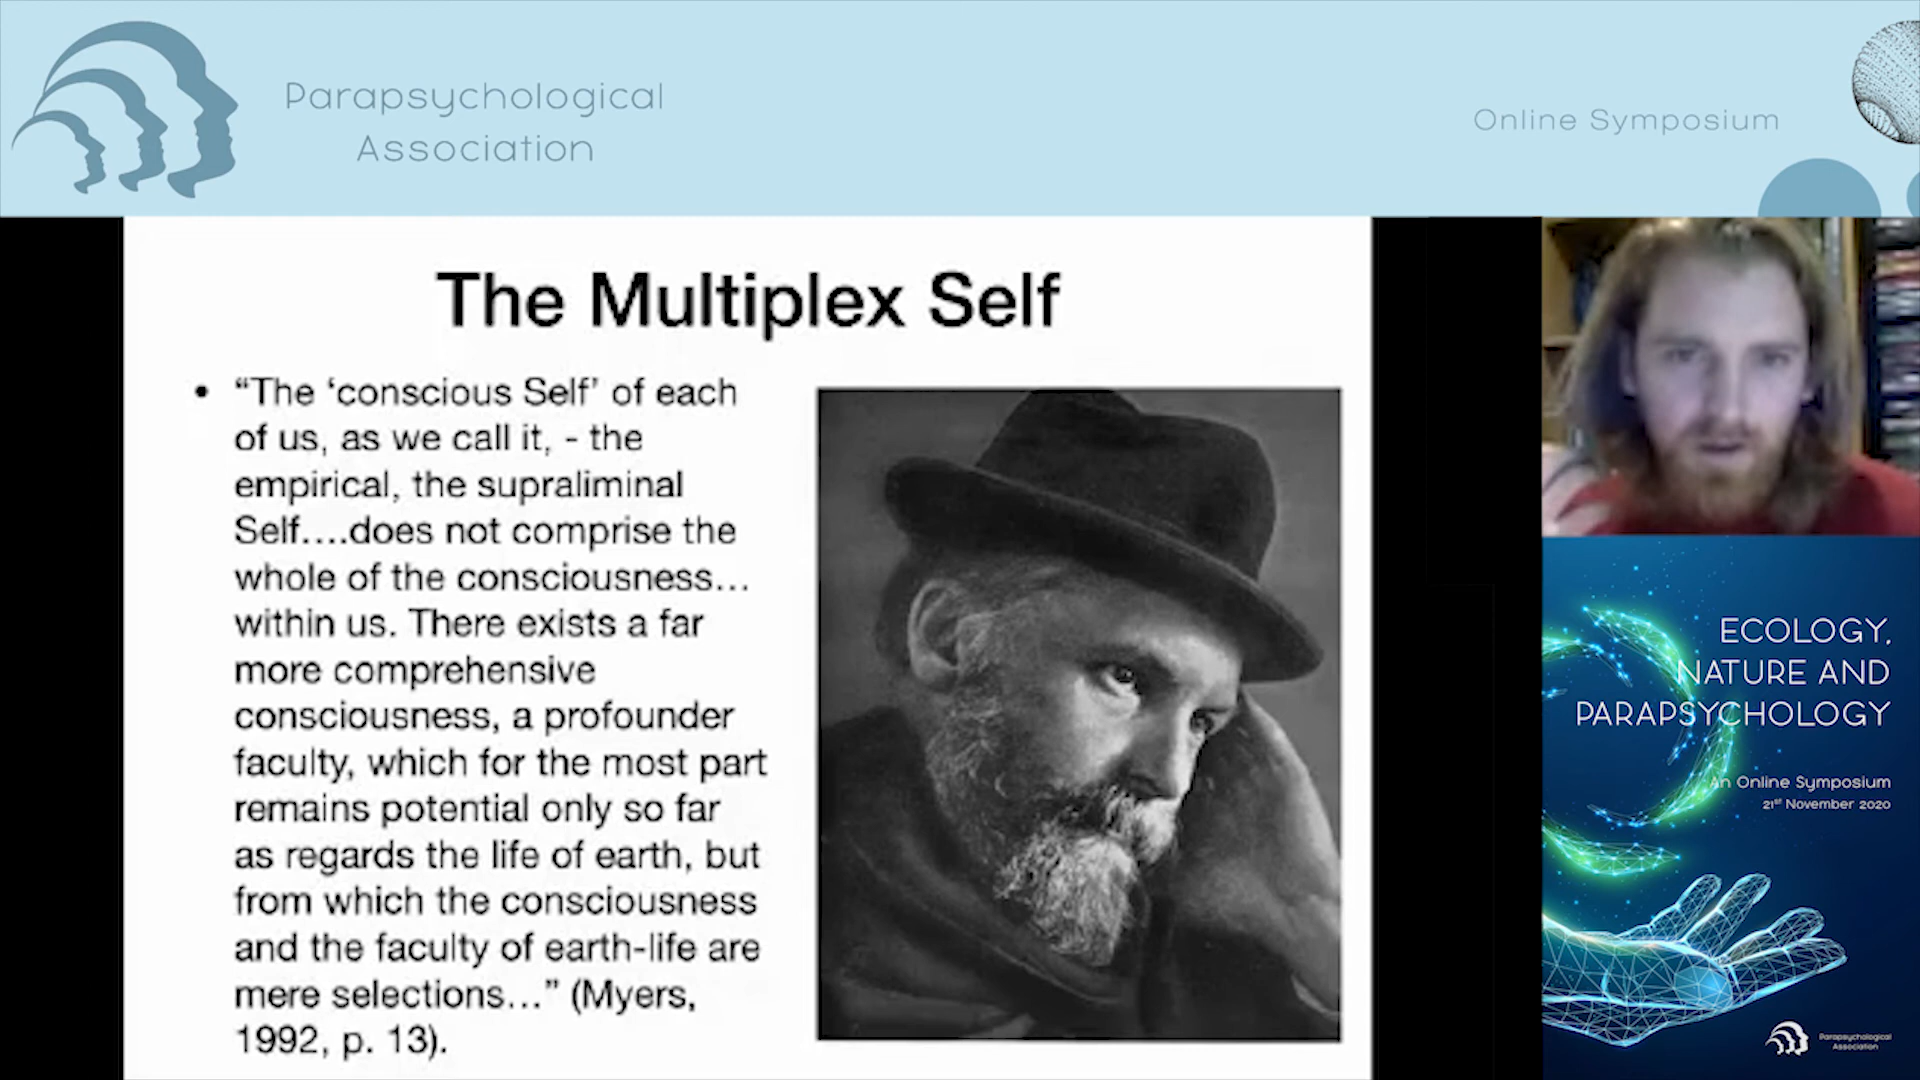 Parapsychological
Association
Online Symposium
The Multiplex Self
• “The ‘conscious Self’ of each
of us, as we call it, - the
empirical, the supraliminal
Self....does not comprise the
whole of the consciousness...
within us. There exists a far
more comprehensive
consciousness, a profounder
faculty, which for the most part
remains potential only so far
as regards the life of earth, but
from which the consciousness
and the faculty of earth-life are
mere selections...” (Myers,
1992, p. 13).
ECOLOGY,
NATURE AND
PARAPSYCHOLOGY
An Online Symposium
21st November 2020
Parapsychological
Association